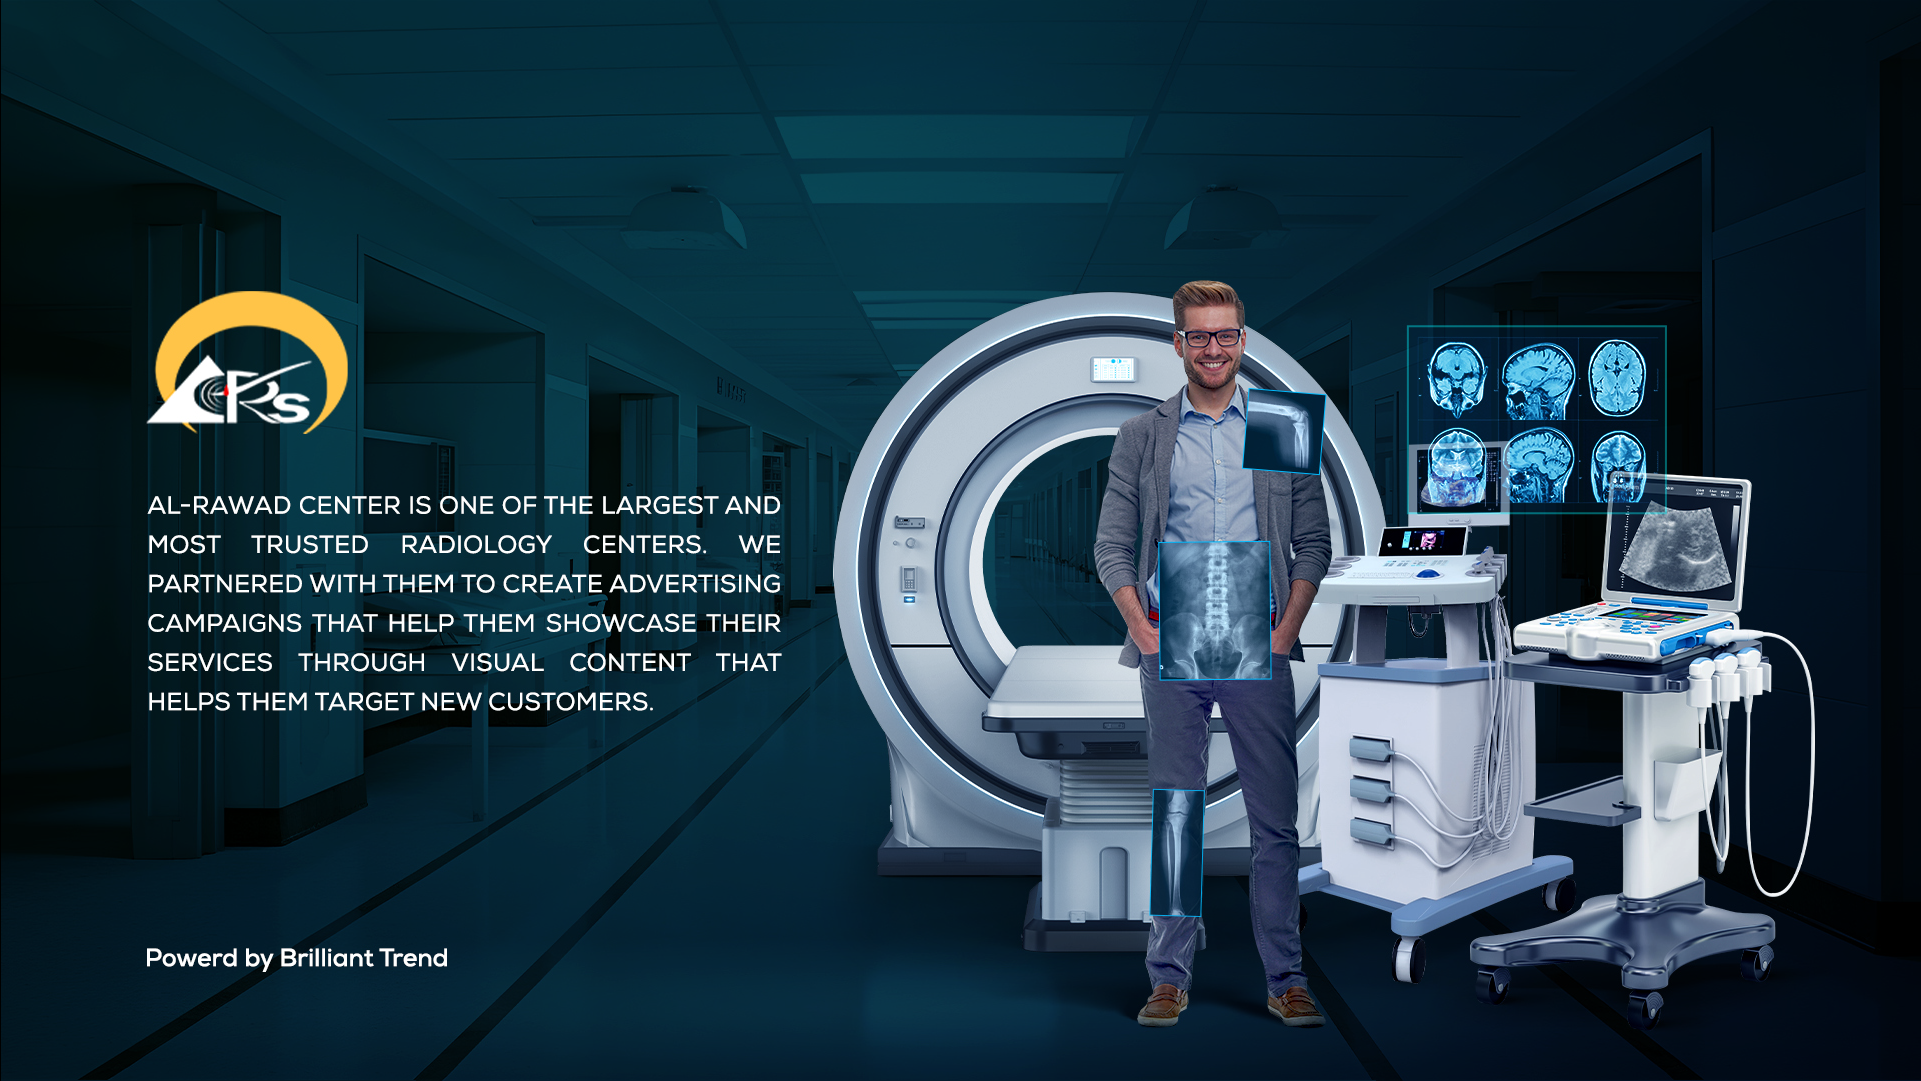 CRs
AL-RAWAD CENTER IS ONE OF THE LARGEST AND
MOST TRUSTED RADIOLOGY CENTERS. WE
PARTNERED WITH THEM TO CREATE ADVERTISING
CAMPAIGNS THAT HELP THEM SHOWCASE THEIR
SERVICES THROUGH VISUAL CONTENT THAT
HELPS THEM TARGET NEW CUSTOMERS.
Powerd by Brilliant Trend